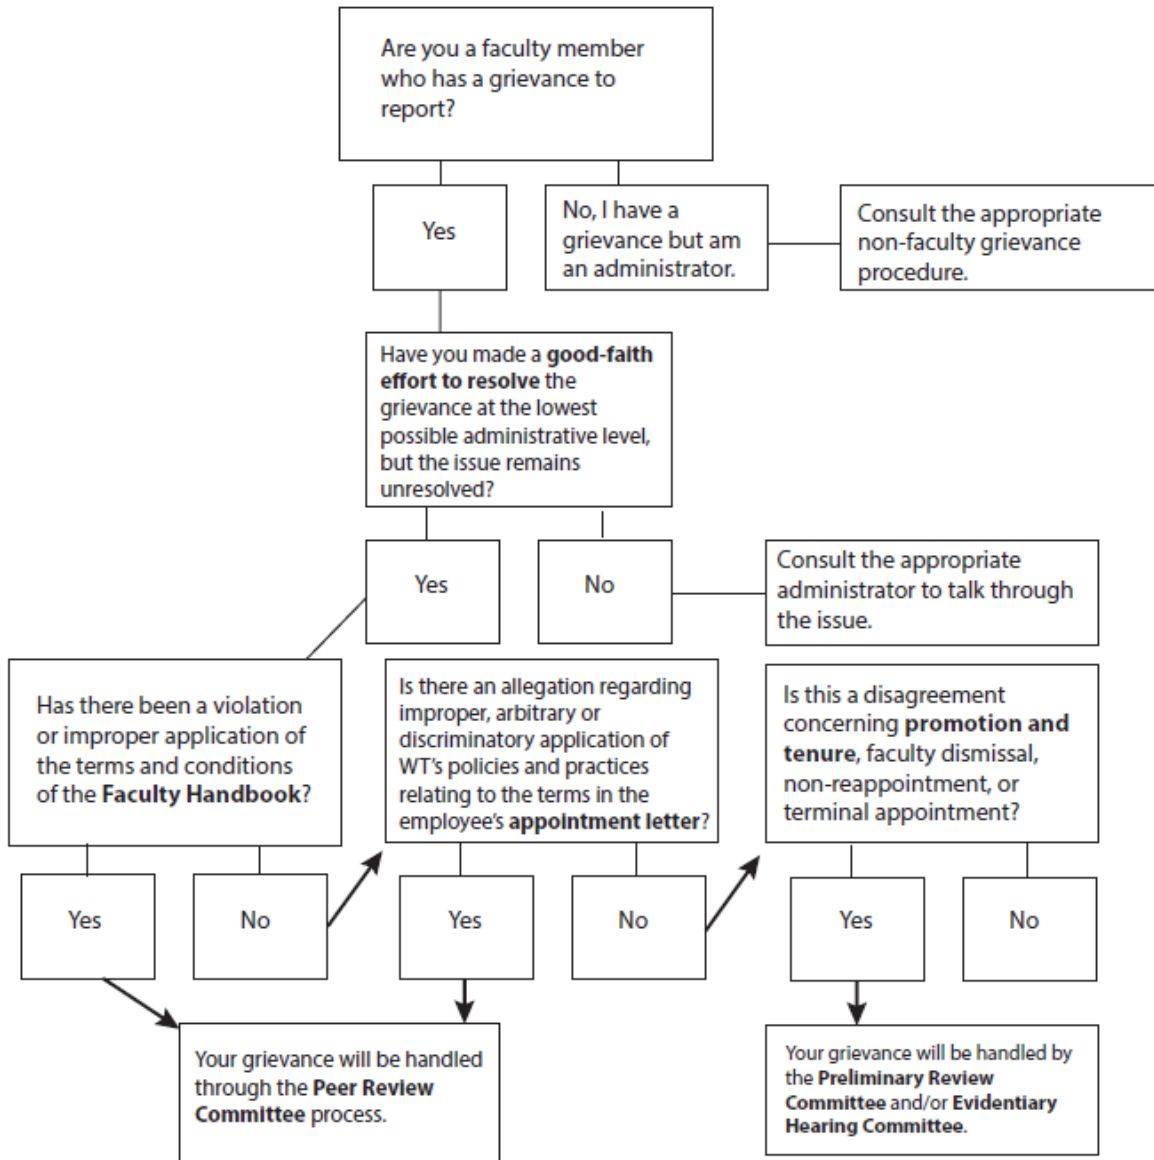 Are you a faculty member
who has a grievance to
report?
Yes
No, I have a
grievance but am
an administrator.
Consult the appropriate
non-faculty grievance
procedure.
Have you made a good-faith
effort to resolve the
grievance at the lowest
possible administrative level,
but the issue remains
unresolved?
Yes
No
Consult the appropriate
administrator to talk through
the issue.
Has there been a violation
or improper application of
the terms and conditions
of the Faculty Handbook?
Is there an allegation regarding
improper, arbitrary or
discriminatory application of
WT's policies and practices
relating to the terms in the
employee's appointment letter?
Is this a disagreement
concerning promotion and
tenure, faculty dismissal,
non-reappointment, or
terminal appointment?
Yes
No
Yes
No
Yes
No
Your grievance will be handled
through the Peer Review
Committee process.
Your grievance will be handled by
the Preliminary Review
Committee and/or Evidentiary
Hearing Committee.